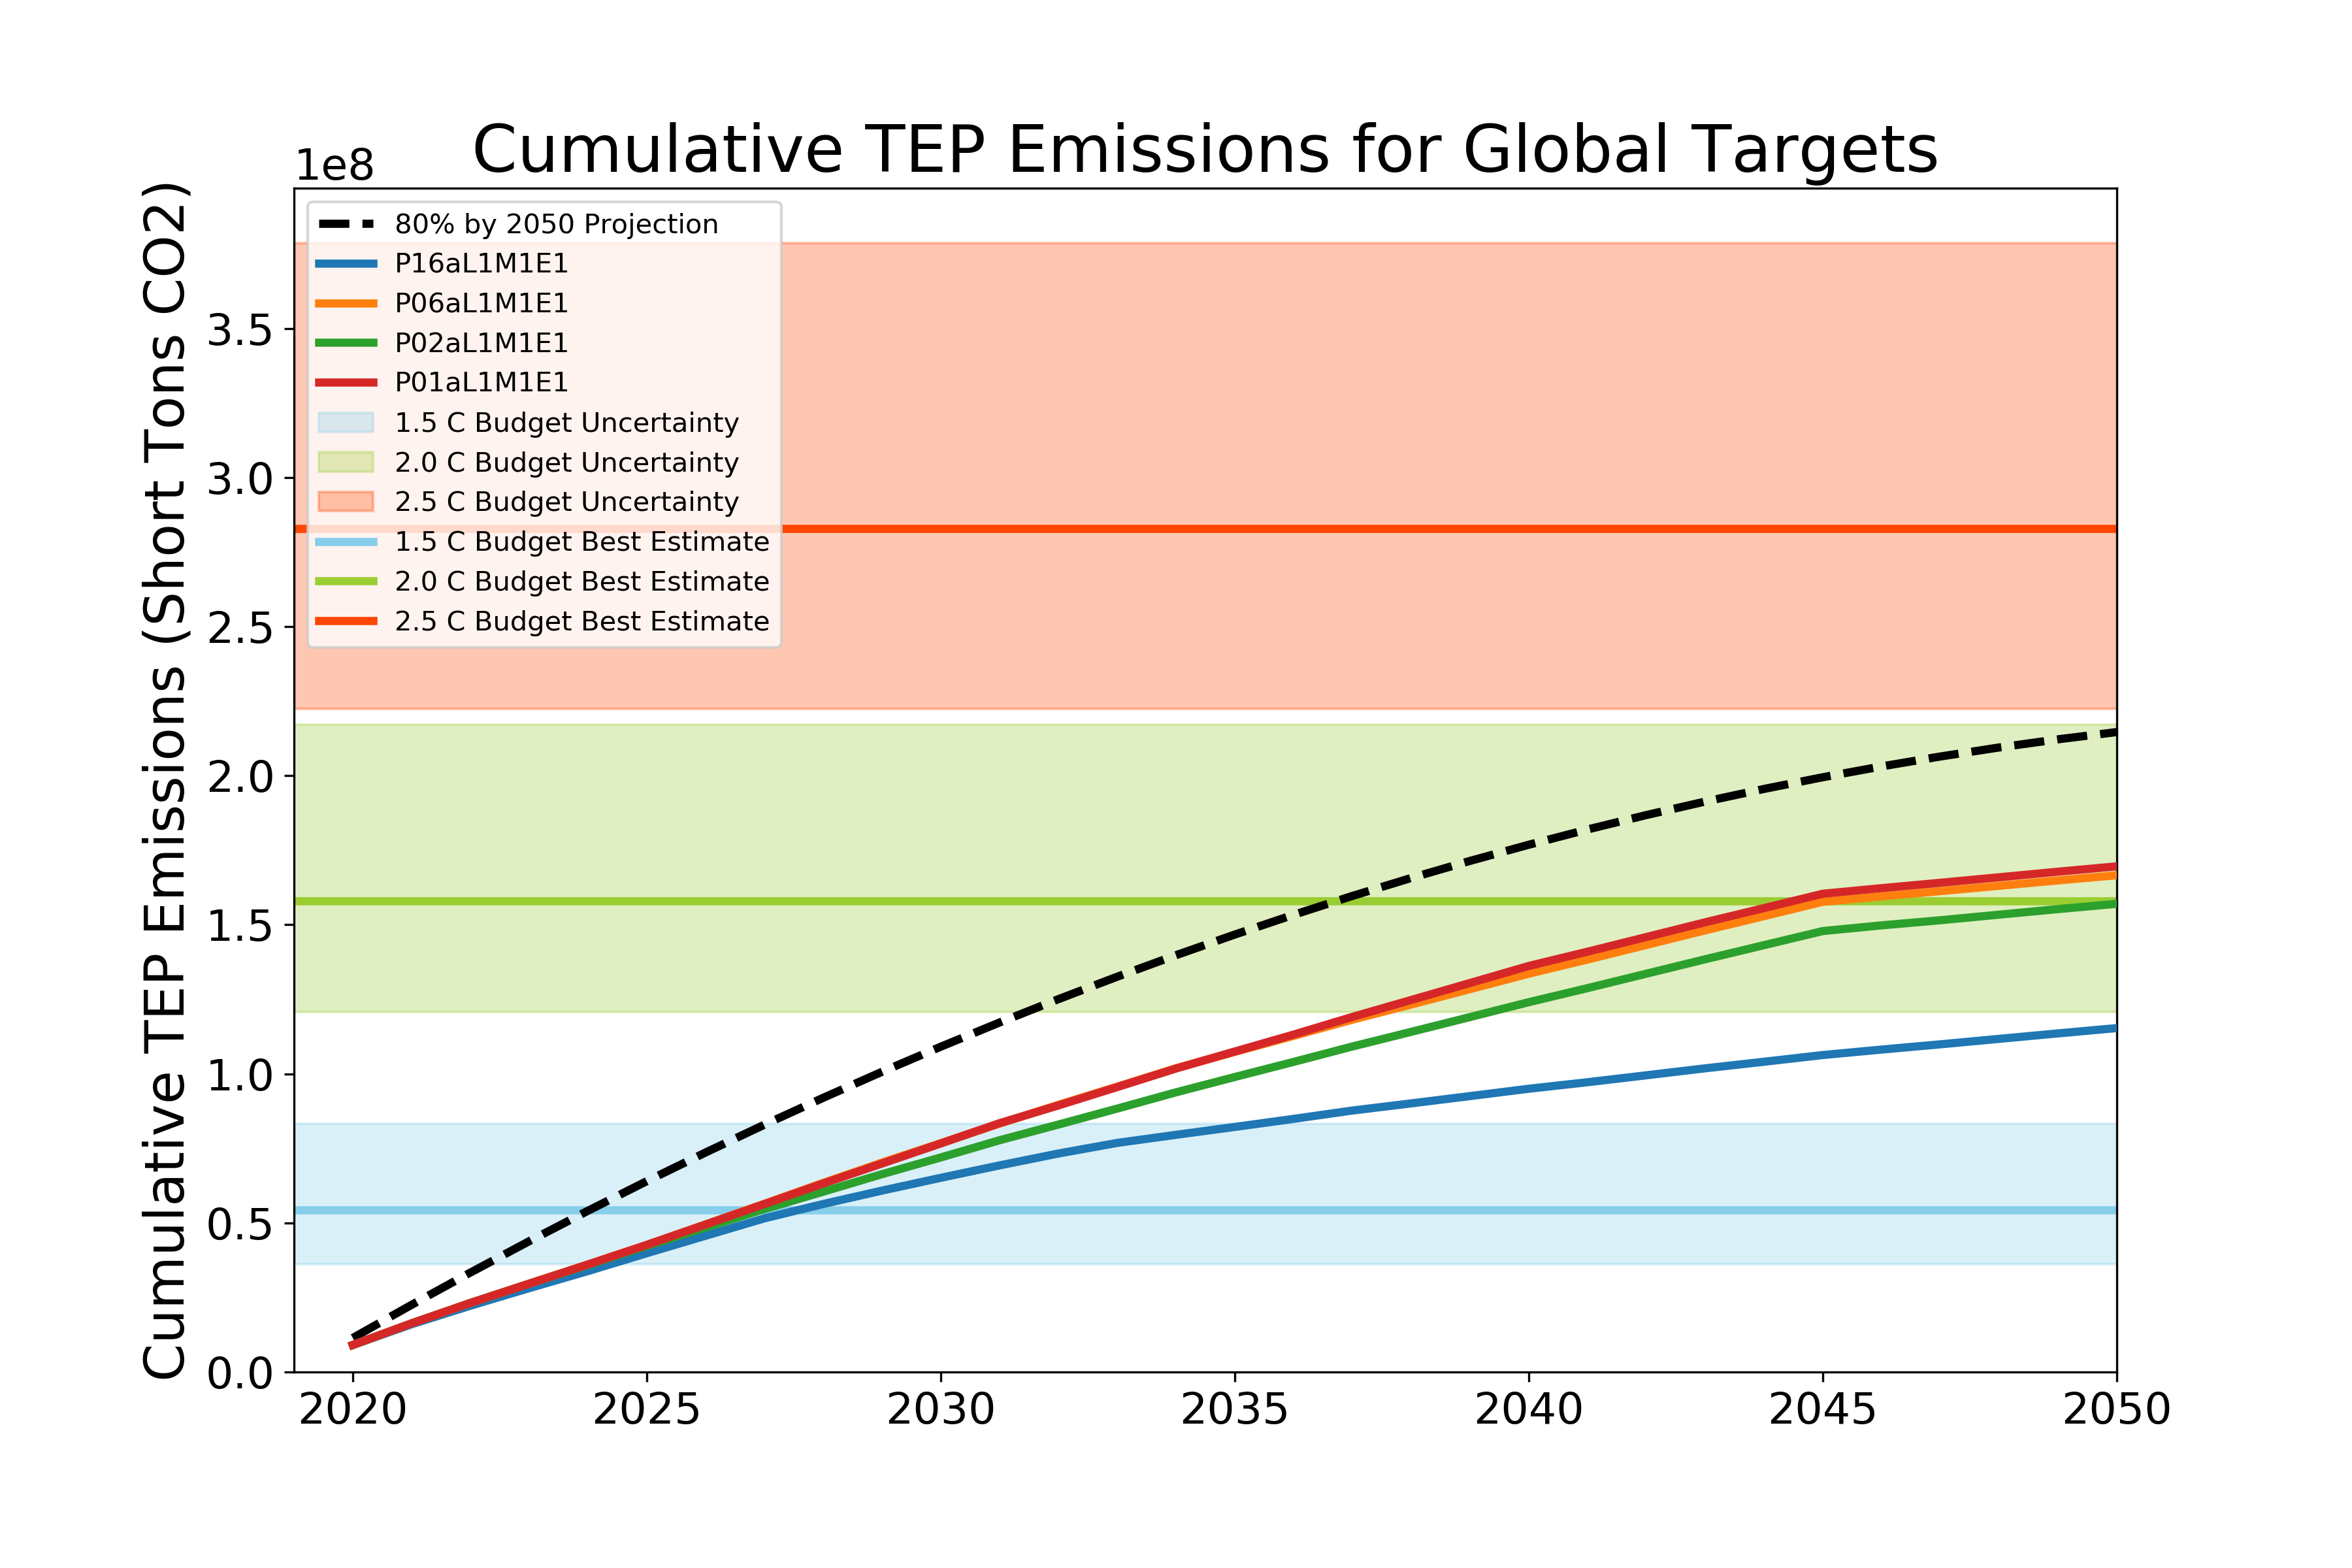 Cumulative TEP Emissions for Global Targets
1e8
Cumulative TEP Emissions (Short Tons CO2)
3.5
3.0
2.5
2.0
1.5
1.0
0.5
0.0
80% by 2050 Projection
P16aL1M1E1
P06aL1M1E1
P02aL1M1E1
P01aL1M1E1
1.5 C Budget Uncertainty
2.0 C Budget Uncertainty
2.5 C Budget Uncertainty
1.5 C Budget Best Estimate
2.0 C Budget Best Estimate
2.5 C Budget Best Estimate
2020 2025 2030 2035 2040 2045 2050